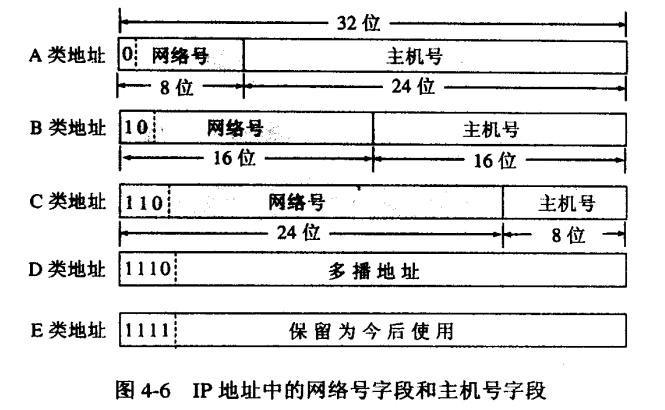 32 位
A 类地址 0 网络号 主机号
8 位 24 位
B 类地址 10 网络号 主机号
16 位 16 位
C 类地址 110 网络号 主机号
24 位 8 位
D 类地址 1110 多播地址
E 类地址 1111 保留为今后使用
图 4-6 IP 地址中的网络号字段和主机号字段